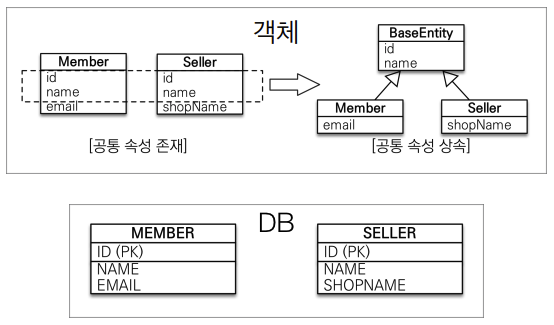 객체
Member
id
name
email
Seller
id
name
shopName
[공통 속성 존재]
BaseEntity
id
name
Member
email
Seller
shopName
[공통 속성 상속]
DB
MEMBER
ID (PK)
NAME
EMAIL
SELLER
ID (PK)
NAME
SHOPNAME